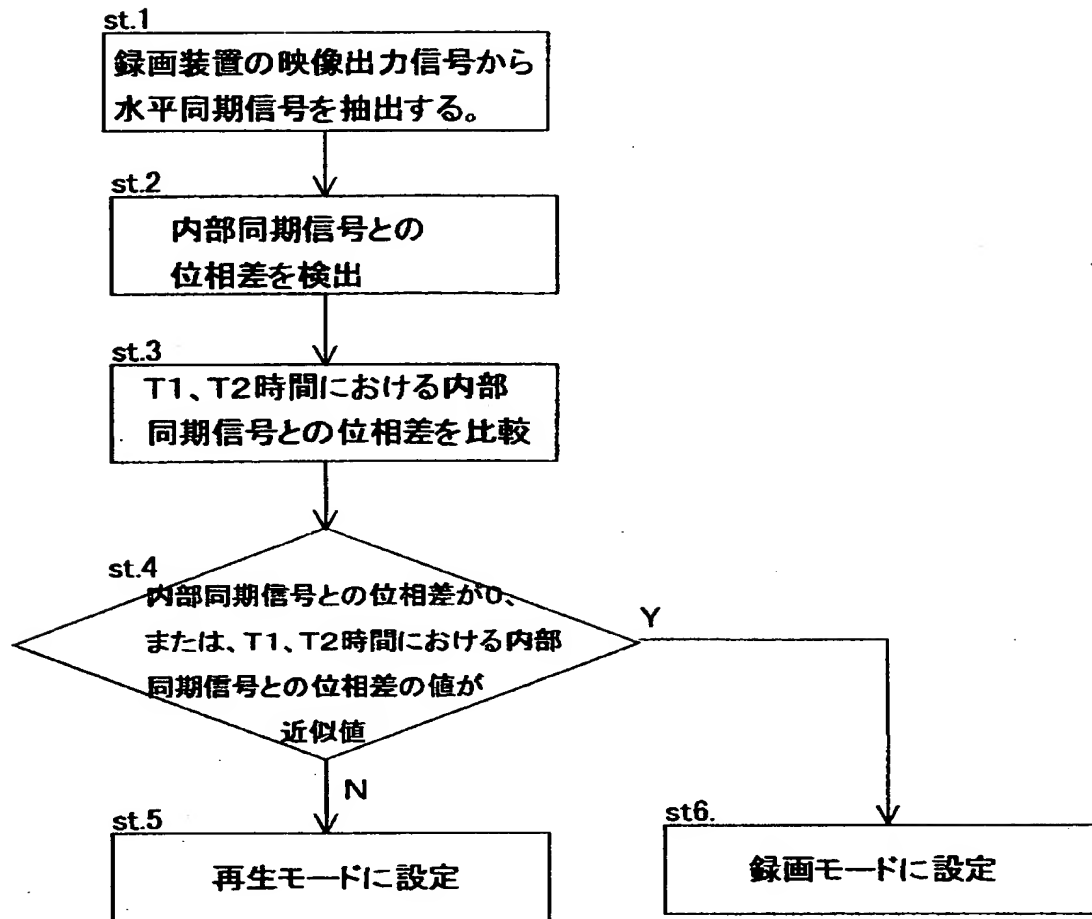 st.1
録画装置の映像出力信号から
水平同期信号を抽出する。
st.2
内部同期信号との
位相差を検出
st.3
T1、T2時間における内部
同期信号との位相差を比較
st.4
内部同期信号との位相差が0、
または、T1、T2時間における内部
同期信号との位相差の値が
近似値
Y
N
st.5
再生モードに設定
st6.
録画モードに設定